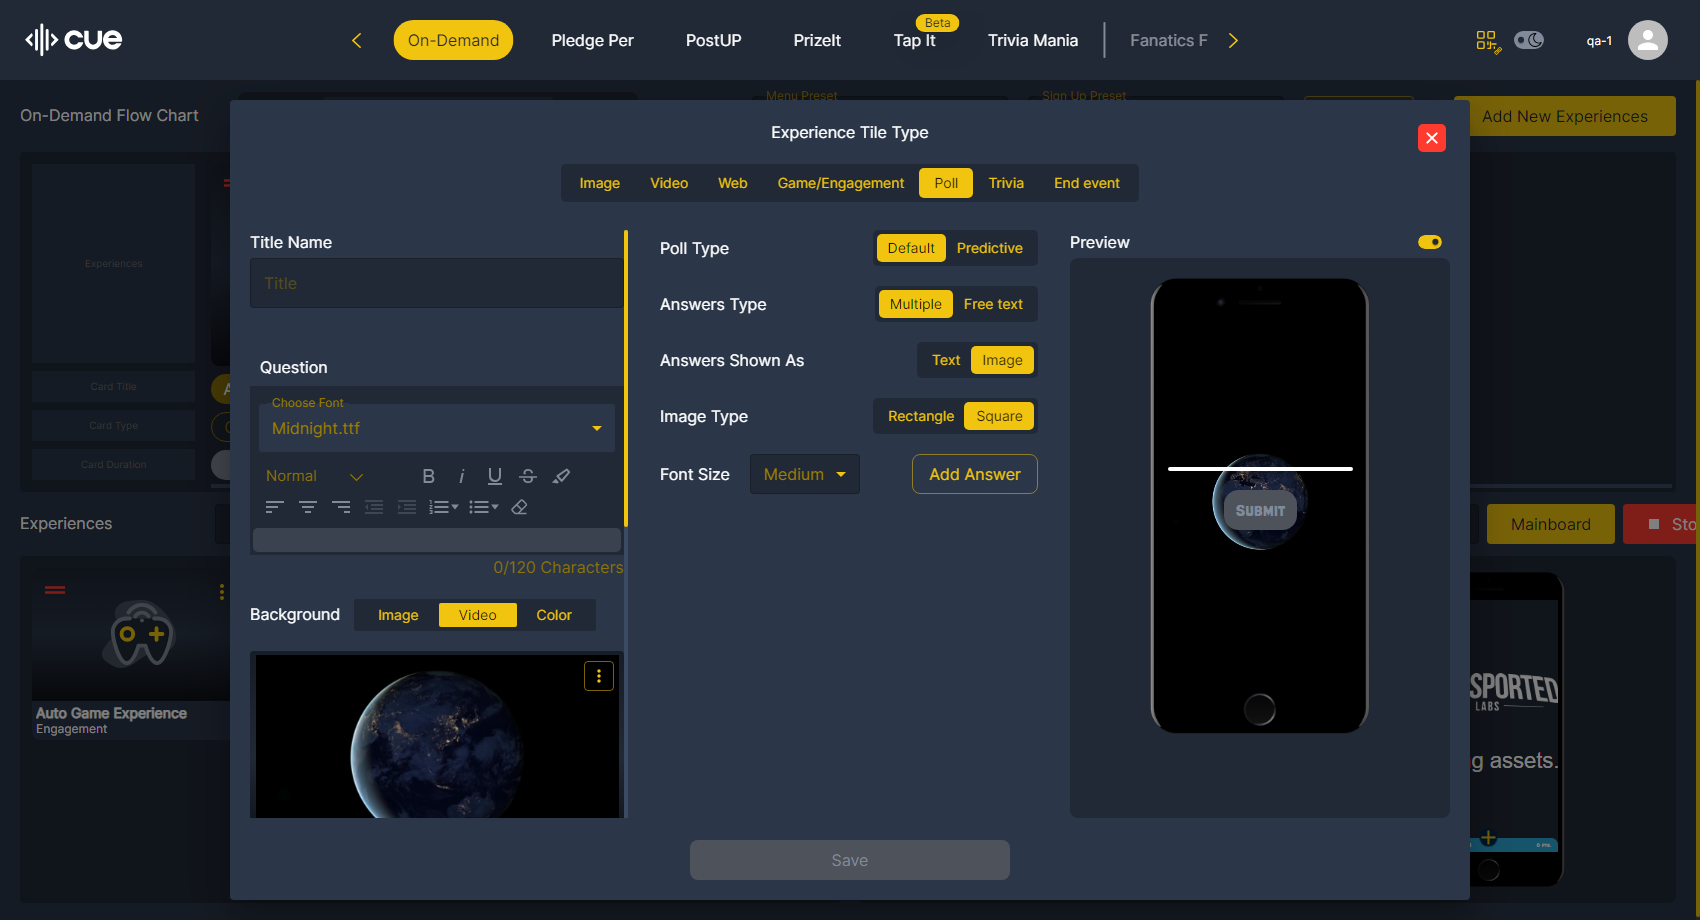 cue
On-Demand
Pledge Per
PostUP
PrizeIt
Beta
Tap It
Trivia Mania
Fanatics F
qa-1
On-Demand Flow Chart
Menu Preset
Sign Up Preset
Add New Experiences
Experience Tile Type
Image
Video
Web
Game/Engagement
Poll
Trivia
End event
Experiences
Card Title
Card Type
Card Duration
Title Name
Title
Question
Choose Font
Midnight.ttf
Normal
B
i
U
S
0/120 Characters
Background
Image
Video
Color
Poll Type
Default
Predictive
Answers Type
Multiple
Free text
Answers Shown As
Text
Image
Image Type
Rectangle
Square
Font Size
Medium
Add Answer
Preview
SUBMIT
Save
Experiences
Mainboard
Sto
Auto Game Experience
Engagement
SPORTED
LABS
g assets.